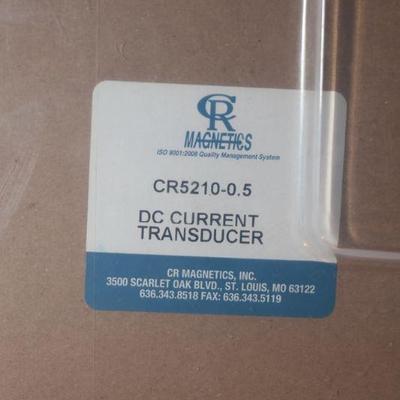 CR
MAGNETICS
ISO 9001:2008 Quality Management System
CR5210-0.5
DC CURRENT
TRANSDUCER
CR MAGNETICS, INC.
3500 SCARLET OAK BLVD., ST. LOUIS, MO 63122
636.343.8518 FAX: 636.343.5119